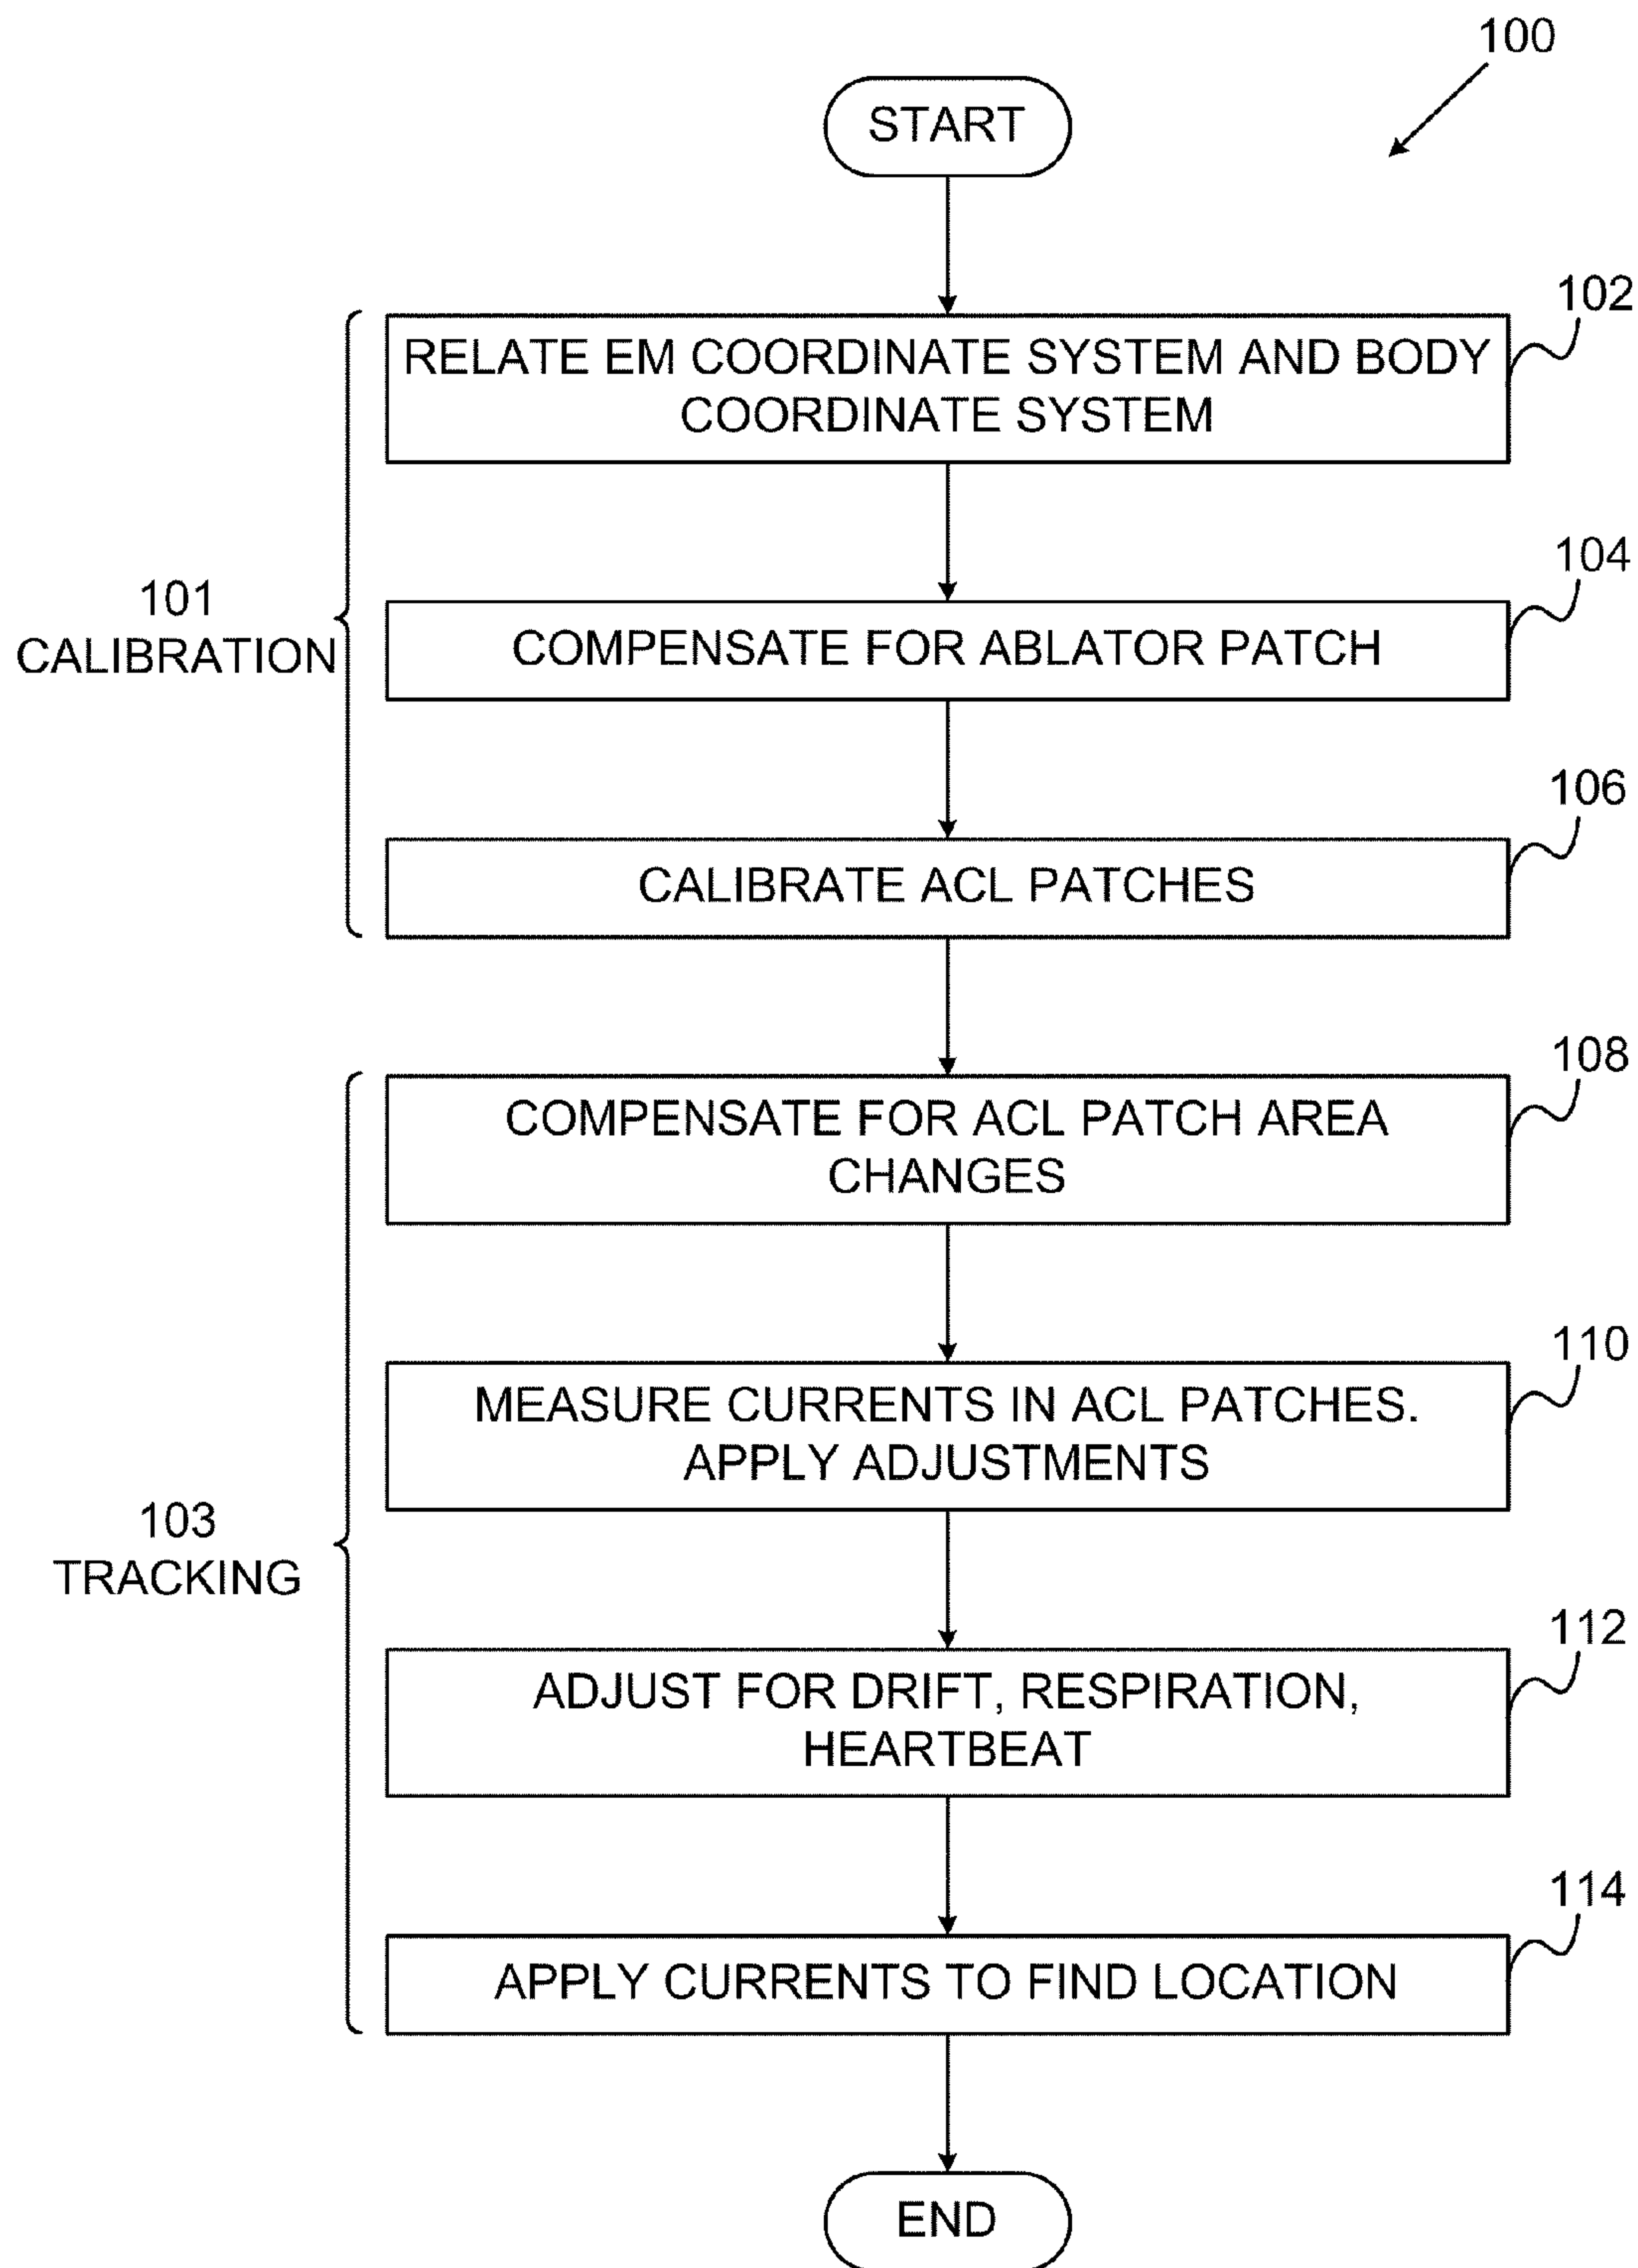 100
START
102
RELATE EM COORDINATE SYSTEM AND BODY
COORDINATE SYSTEM
104
101
CALIBRATION
COMPENSATE FOR ABLATOR PATCH
106
CALIBRATE ACL PATCHES
108
COMPENSATE FOR ACL PATCH AREA
CHANGES
110
MEASURE CURRENTS IN ACL PATCHES.
APPLY ADJUSTMENTS
103
TRACKING
112
ADJUST FOR DRIFT, RESPIRATION,
HEARTBEAT
114
APPLY CURRENTS TO FIND LOCATION
END